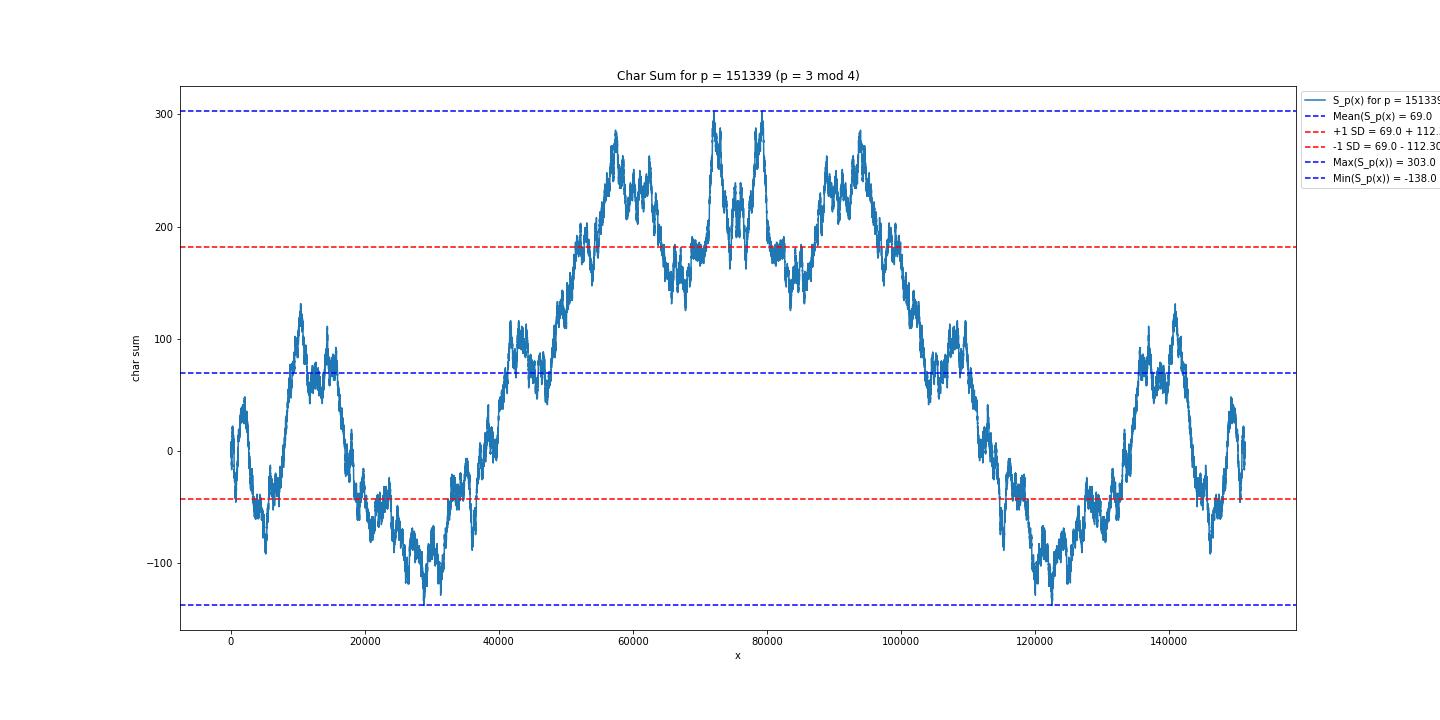 Char Sum for p = 151339 (p = 3 mod 4)
300
200
100
0
−100
char sum
0
20000
40000
60000
80000
100000
120000
140000
x
S_p(x) for p = 151339
Mean(S_p(x) = 69.0
+1 SD = 69.0 + 112.
-1 SD = 69.0 - 112.30
Max(S_p(x)) = 303.0
Min(S_p(x)) = -138.0